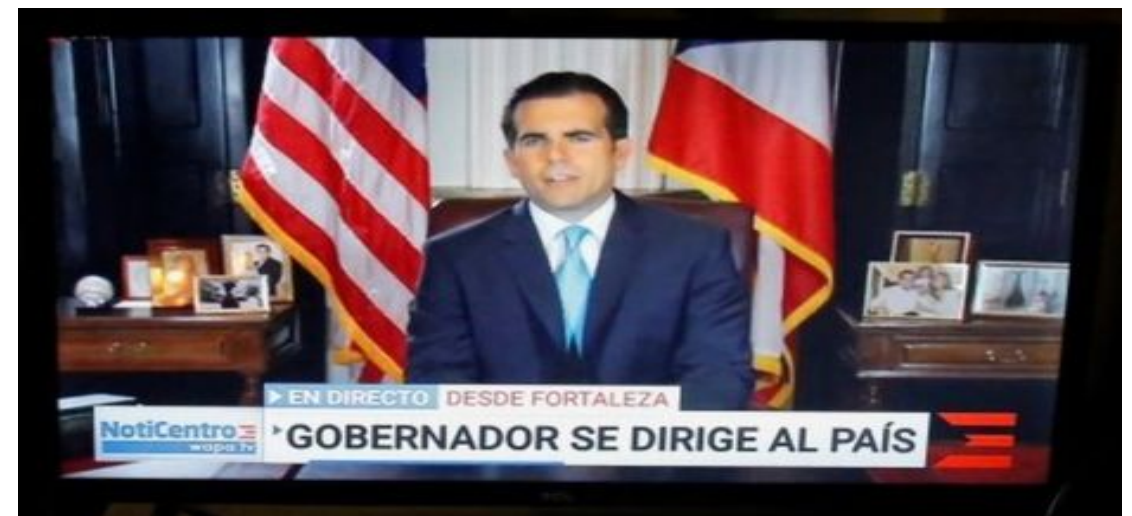 EN DIRECTO DESDE FORTALEZA
NotiCentro
wapa.tv
GOBERNADOR SE DIRIGE AL PAÍS